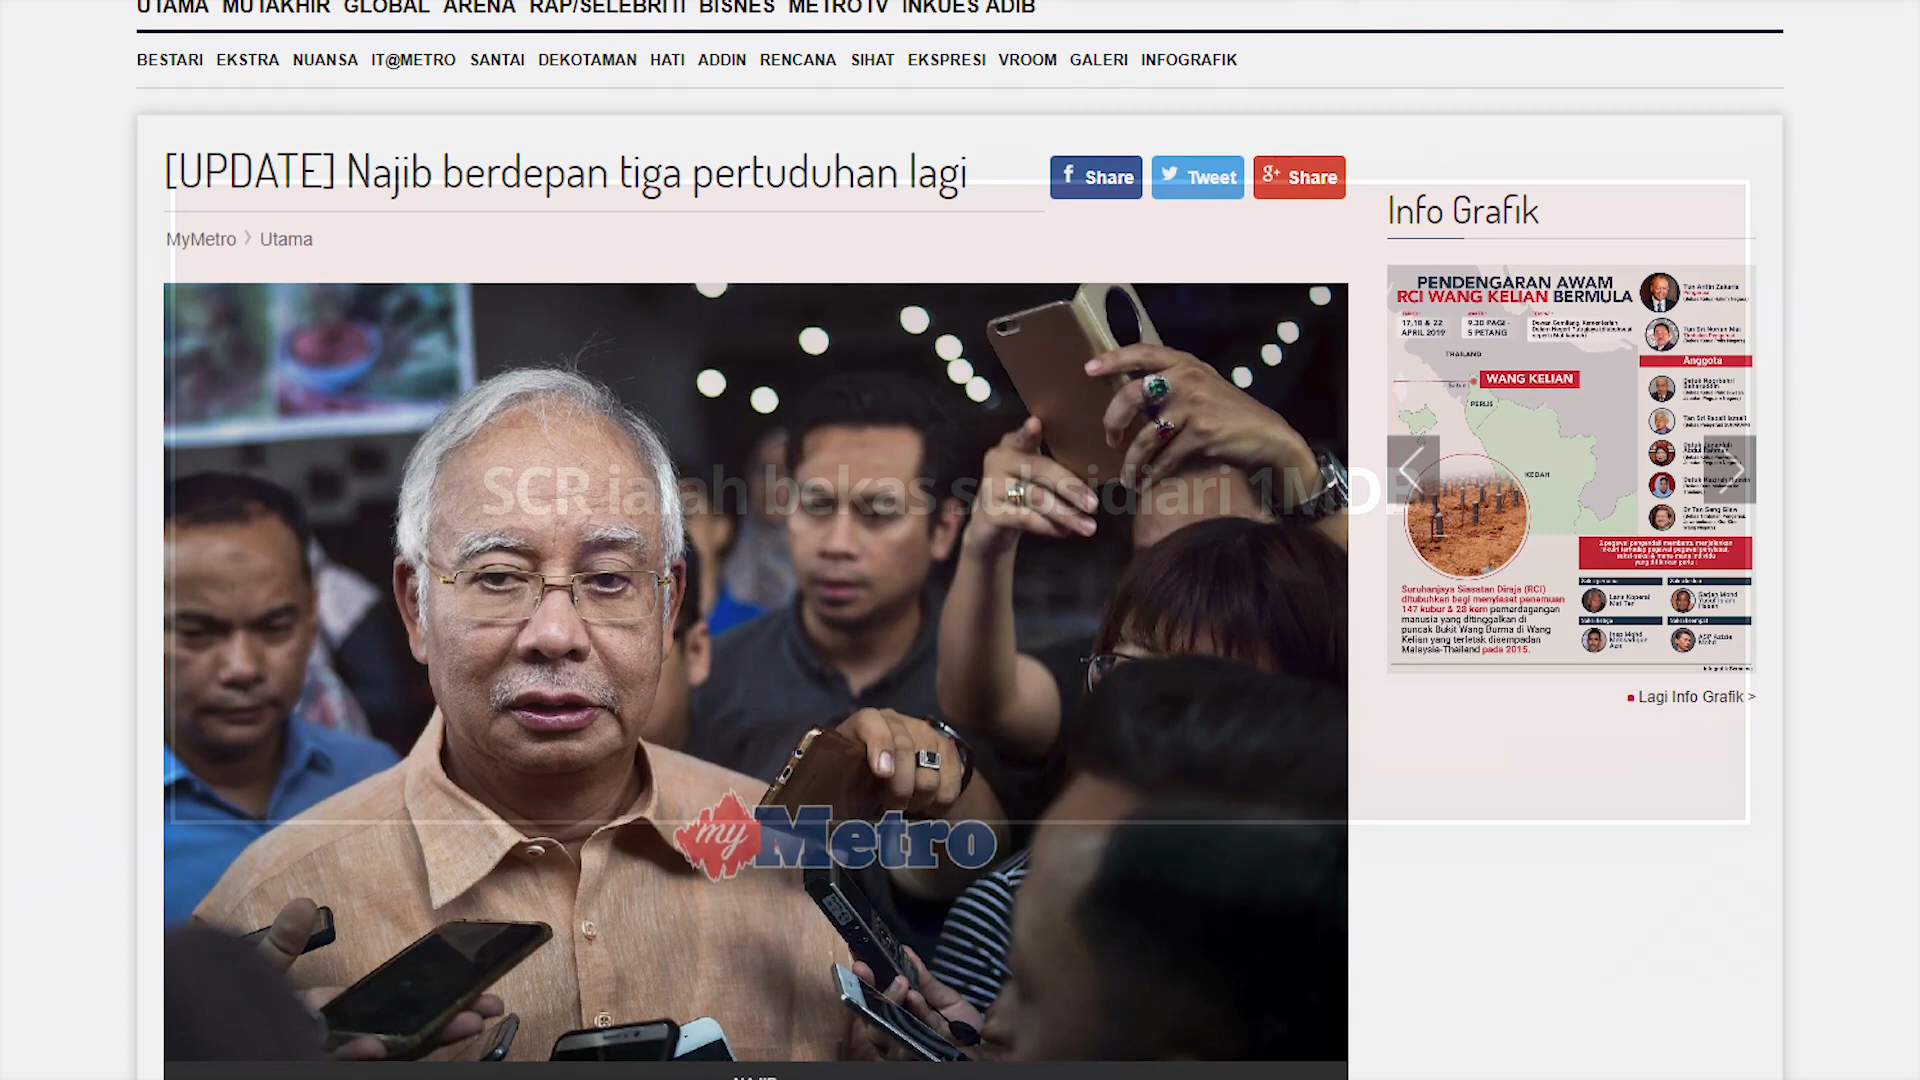 UTAMA MUTAKHIR GLOBAL ARENA RAP/SELEBRITI BISNES METROTV INKUES ADIB
BESTARI EKSTRA NUANSA IT@METRO SANTAI DEKOTAMAN HATI ADDIN RENCANA SIHAT EKSPRESI VROOM GALERI INFOGRAFIK
[UPDATE] Najib berdepan tiga pertuduhan lagi
Share
Tweet
Share
MyMetro > Utama
SCR ialah bekas subsidiari 1MDB
my Metro
NAJIB
Info Grafik
PENDENGARAN AWAM
RCI WANG KELIAN BERMULA
17,18 & 22
APRIL 2019
9.30 PAGI -
5 PETANG
Tun Arifin Zakaria
THAILAND
WANG KELIAN
PERLIS
KEDAH
Anggota
Suruhanjaya Siasatan Diraja (RCI)
ditubuhkan bagi menyiasat penemuan
147 kubur & 28 kem pemerdagangan
manusia yang ditinggalkan di
puncak Bukit Wang Burma di Wang
Kelian yang terletak disempadan
Malaysia-Thailand pada 2015.
Lagi Info Grafik >